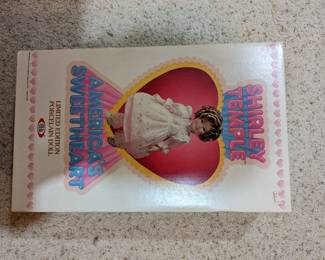 SHIRLEY
TEMPLE
AMERICA'S
SWEETHEART
LIMITED EDITION
PORCELAIN DOLL